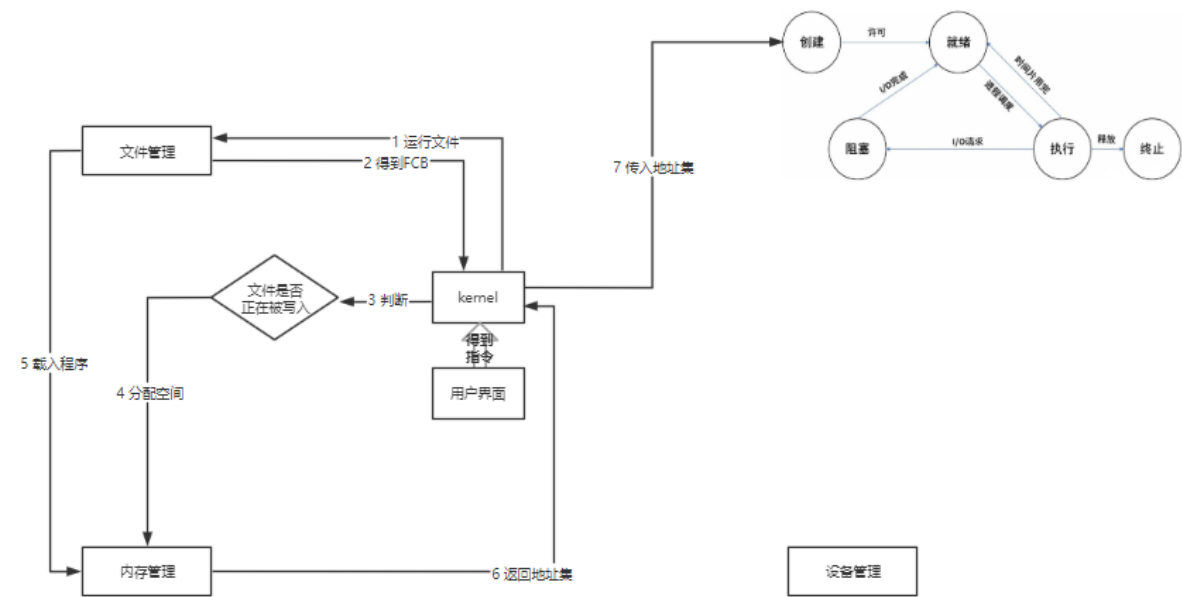 创建
许可
就绪
I/O完成
进程调度
时间片用完
阻塞
I/O请求
执行
释放
终止
文件管理
1 运行文件
2 得到FCB
7 传入地址集
文件是否
正在被写入
3 判断
kernel
得到
指令
用户界面
5 载入程序
4 分配空间
内存管理
6 返回地址集
设备管理